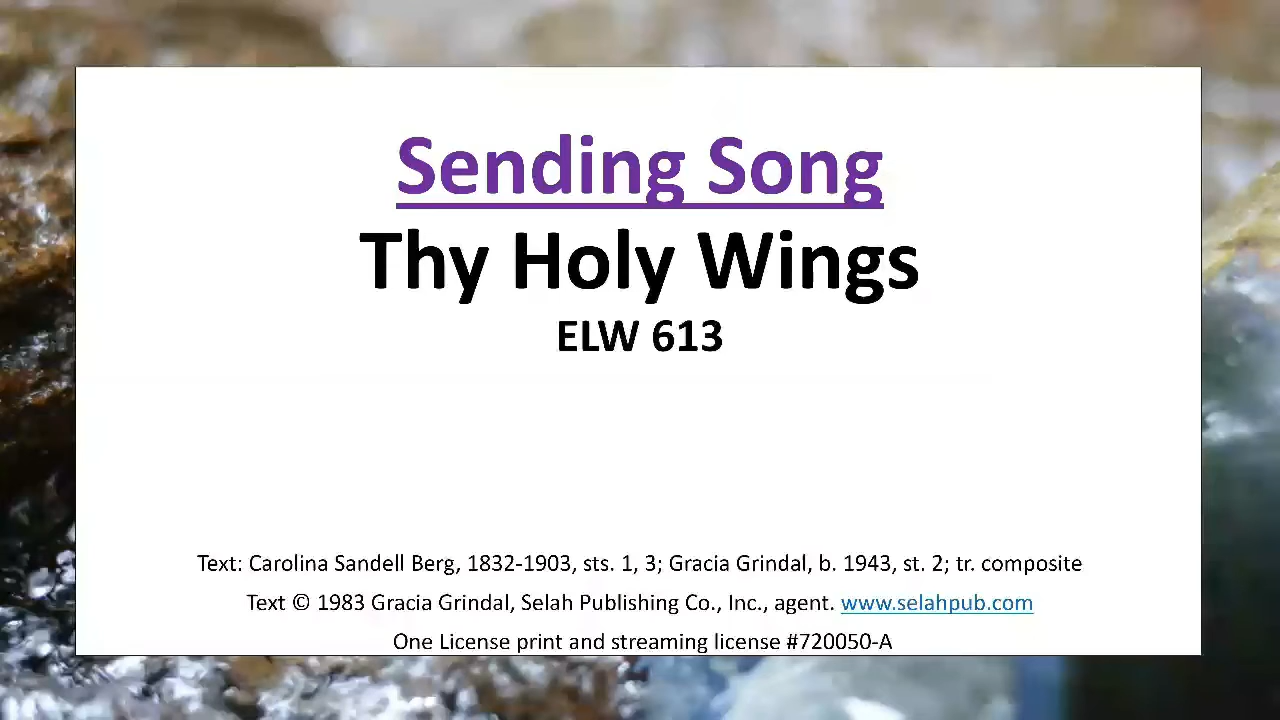 Sending Song
Thy Holy Wings
ELW 613
Text: Carolina Sandell Berg, 1832-1903, sts. 1, 3; Gracia Grindal, b. 1943, st. 2; tr. composite
Text © 1983 Gracia Grindal, Selah Publishing Co., Inc., agent. www.selahpub.com
One License print and streaming license #720050-A